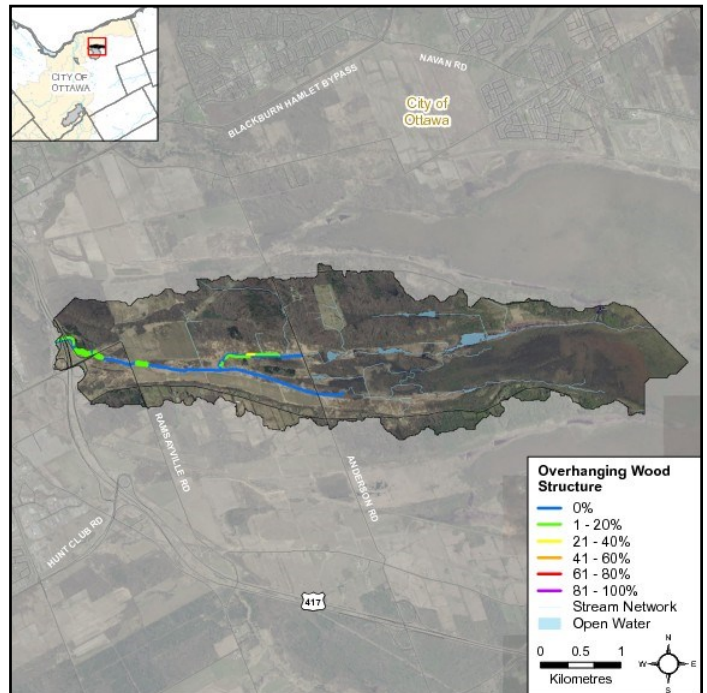 CITY OF
OTTAWA
NAVAN RD
BLACKBURN HAMLET BYPASS
City of
Ottawa
RAMSAYVILLE RD
ANDERSON RD
HUNT CLUB RD
417
Overhanging Wood
Structure
0%
1 - 20%
21 - 40%
41 - 60%
61 - 80%
81 - 100%
Stream Network
Open Water
0 0.5 1
Kilometres
N
W E
S